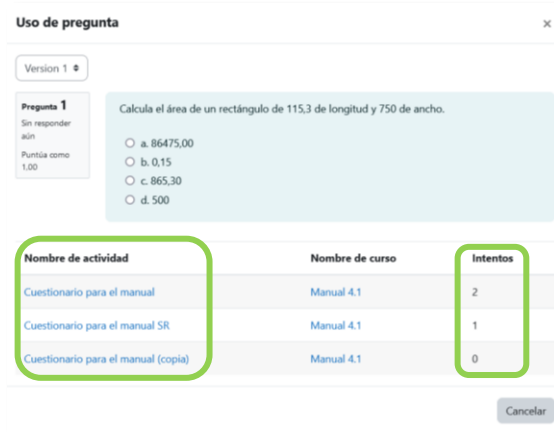 Uso de pregunta
×
Version 1
Pregunta 1
Sin responder
aún
Puntúa como
1,00
Calcula el área de un rectángulo de 115,3 de longitud y 750 de ancho.
a. 86475,00
b. 0,15
c. 865,30
d. 500
Nombre de actividad Nombre de curso Intentos
Cuestionario para el manual Manual 4.1 2
Cuestionario para el manual SR Manual 4.1 1
Cuestionario para el manual (copia) Manual 4.1 0
Cancelar